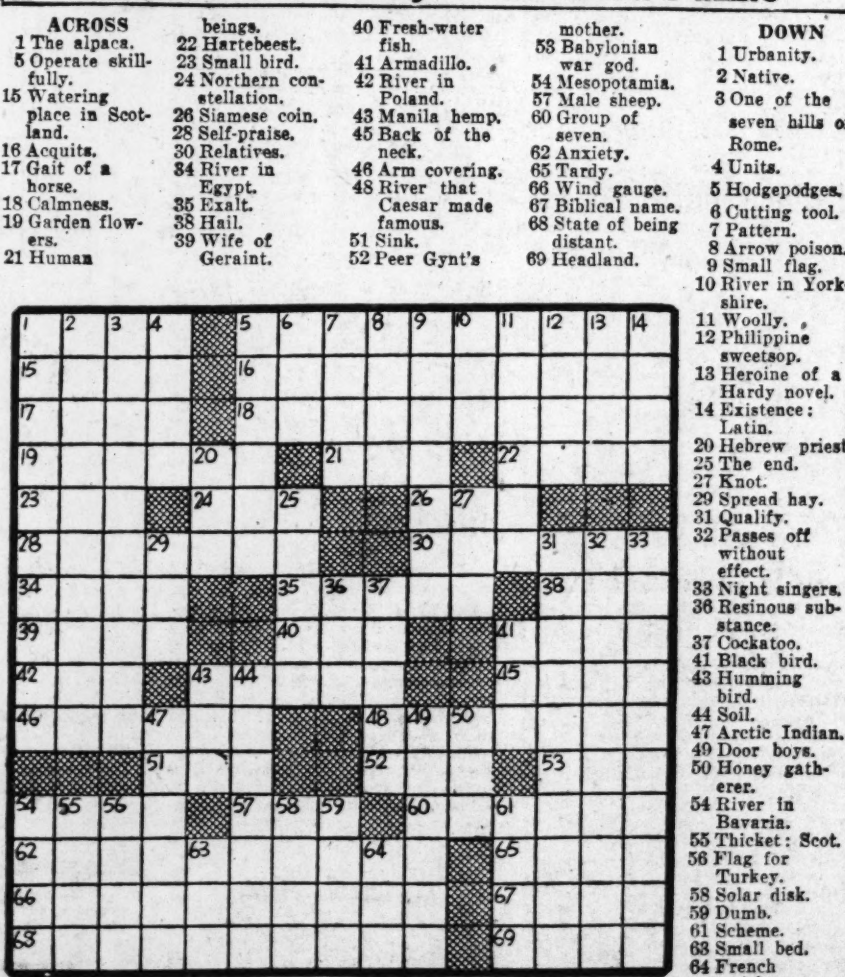 ACROSS
1 The alpaca.
5 Operate skill-
fully.
15 Watering
place in Scot-
land.
16 Acquits.
17 Gait of a
horse.
18 Calmness.
19 Garden flow-
ers.
21 Human
beings.
22 Hartebeest.
23 Small bird.
24 Northern con-
stellation.
26 Siamese coin.
28 Self-praise.
30 Relatives.
34 River in
Egypt.
35 Exalt.
38 Hail.
39 Wife of
Geraint.
40 Fresh-water
fish.
41 Armadillo.
42 River in
Poland.
43 Manila hemp.
45 Back of the
neck.
46 Arm covering.
48 River that
Caesar made
famous.
51 Sink.
52 Peer Gynt's
mother.
53 Babylonian
war god.
54 Mesopotamia.
57 Male sheep.
60 Group of
seven.
62 Anxiety.
65 Tardy.
66 Wind gauge.
67 Biblical name.
68 State of being
distant.
69 Headland.
DOWN
1 Urbanity.
2 Native.
3 One of the
seven hills o
Rome.
4 Units.
5 Hodgepodges.
6 Cutting tool.
7 Pattern.
8 Arrow poison.
9 Small flag.
10 River in York
shire.
11 Woolly.
12 Philippine
sweetsop.
13 Heroine of a
Hardy novel.
14 Existence:
Latin.
20 Hebrew priest
25 The end.
27 Knot.
29 Spread hay.
31 Qualify.
32 Passes off
without
effect.
33 Night singers.
36 Resinous sub-
stance.
37 Cockatoo.
41 Black bird.
43 Humming
bird.
44 Soil.
47 Arctic Indian.
49 Door boys.
50 Honey gath-
erer.
54 River in
Bavaria.
55 Thicket: Scot.
56 Flag for
Turkey.
58 Solar disk.
59 Dumb.
61 Scheme.
63 Small bed.
64 French
1 2 3 4 5 6 7 8 9 10 11 12 13 14
15 16
17 18
19 20 21 22
23 24 25 26 27
28 29 30 31 32 33
34 35 36 37 38
39 40 41
42 43 44 45
46 47 48 49 50
51 52 53
54 55 56 57 58 59 60 61
62 63 64 65
66 67
68 69